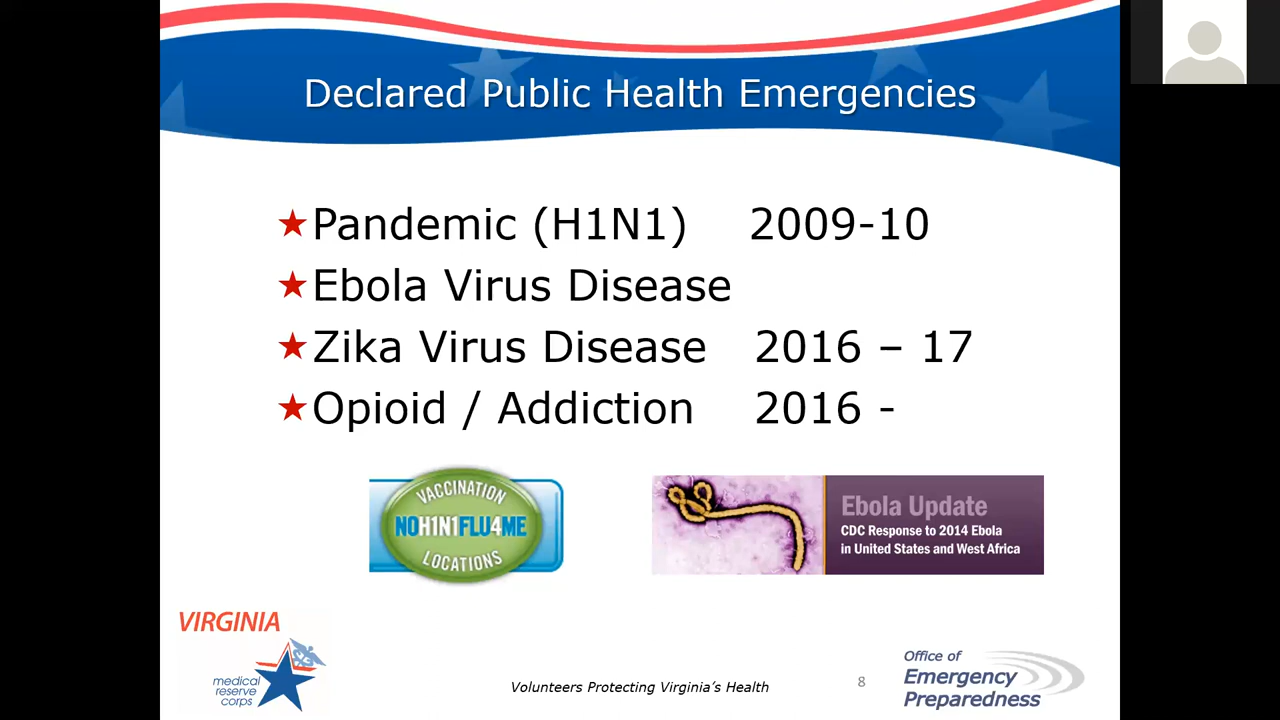 Declared Public Health Emergencies
Pandemic (H1N1) 2009-10
Ebola Virus Disease
Zika Virus Disease 2016 – 17
Opioid / Addiction 2016 -
VACCINATION
NOH1N1FLU4ME
LOCATIONS
Ebola Update
CDC Response to 2014 Ebola
in United States and West Africa
VIRGINIA
medical
reserve
corps
Volunteers Protecting Virginia's Health
8
Office of
Emergency
Preparedness